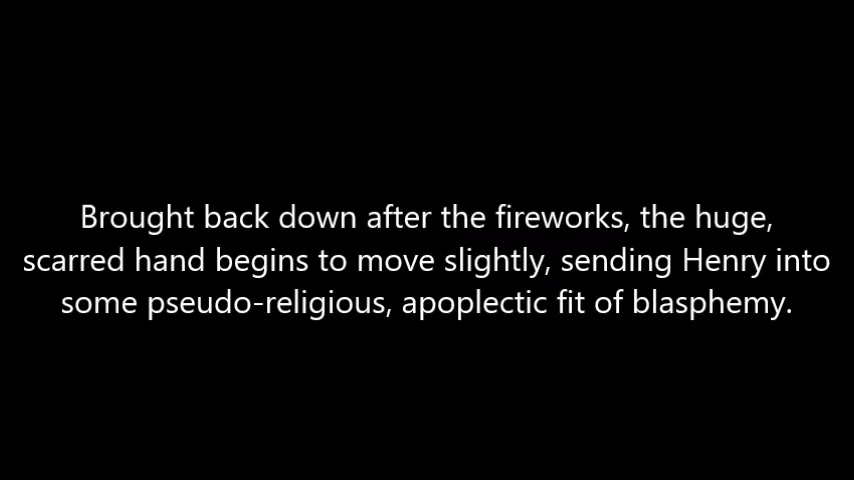 Brought back down after the fireworks, the huge,
scarred hand begins to move slightly, sending Henry into
some pseudo-religious, apoplectic fit of blasphemy.